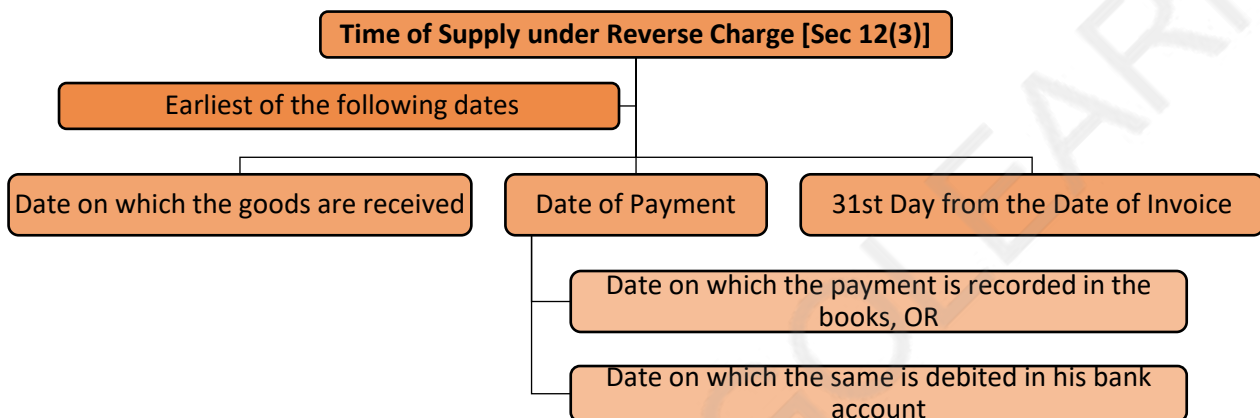 Time of Supply under Reverse Charge [Sec 12(3)]
Earliest of the following dates
Date on which the goods are received
Date of Payment
31st Day from the Date of Invoice
Date on which the payment is recorded in the
books, OR
Date on which the same is debited in his bank
account